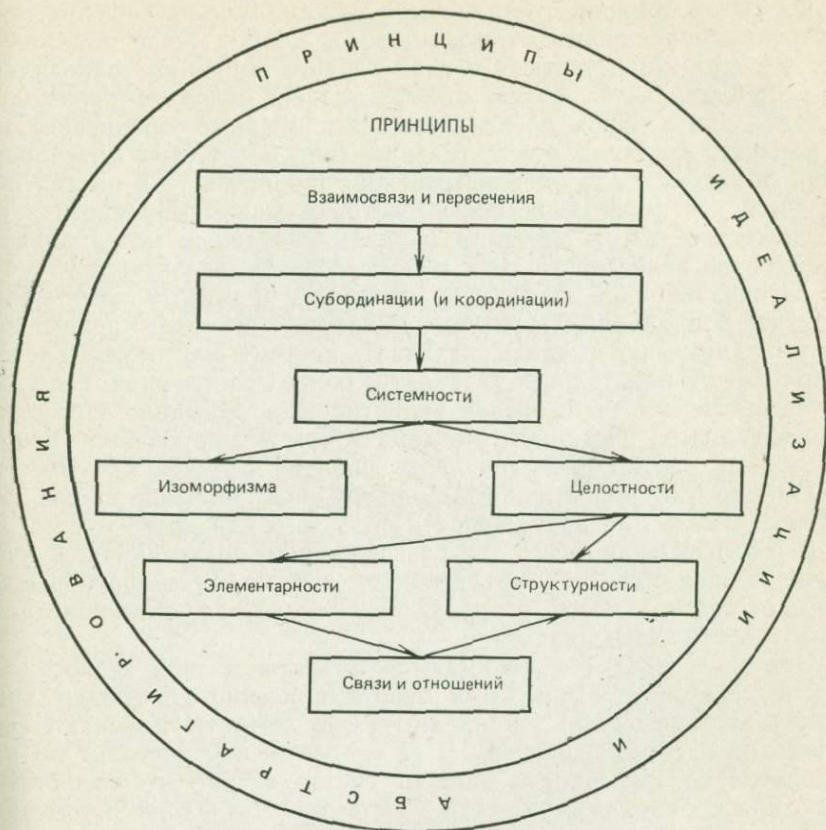 ПРИНЦИПЫ ИДЕАЛИЗАЦИИ И АБСТРАГИРОВАНИЯ
ПРИНЦИПЫ
Взаимосвязи и пересечения
Субординации (и координации)
Системности
Изоморфизма
Целостности
Элементарности
Структурности
Связи и отношений